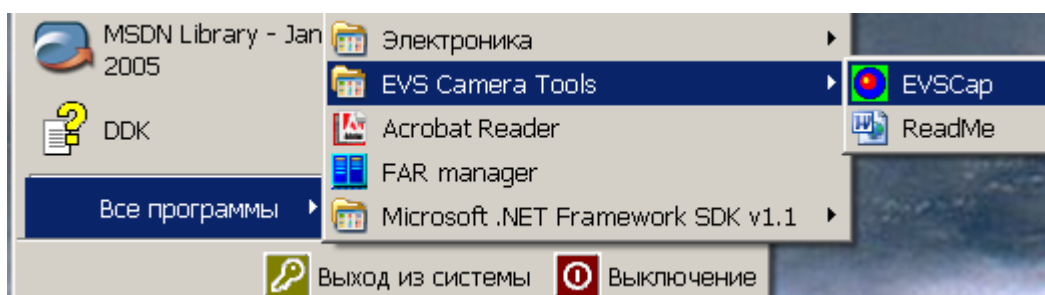 MSDN Library - Jan
2005
DDK
Все программы
Электроника
EVS Camera Tools
Acrobat Reader
FAR manager
Microsoft .NET Framework SDK v1.1
EVSCap
ReadMe
Выход из системы
Выключение